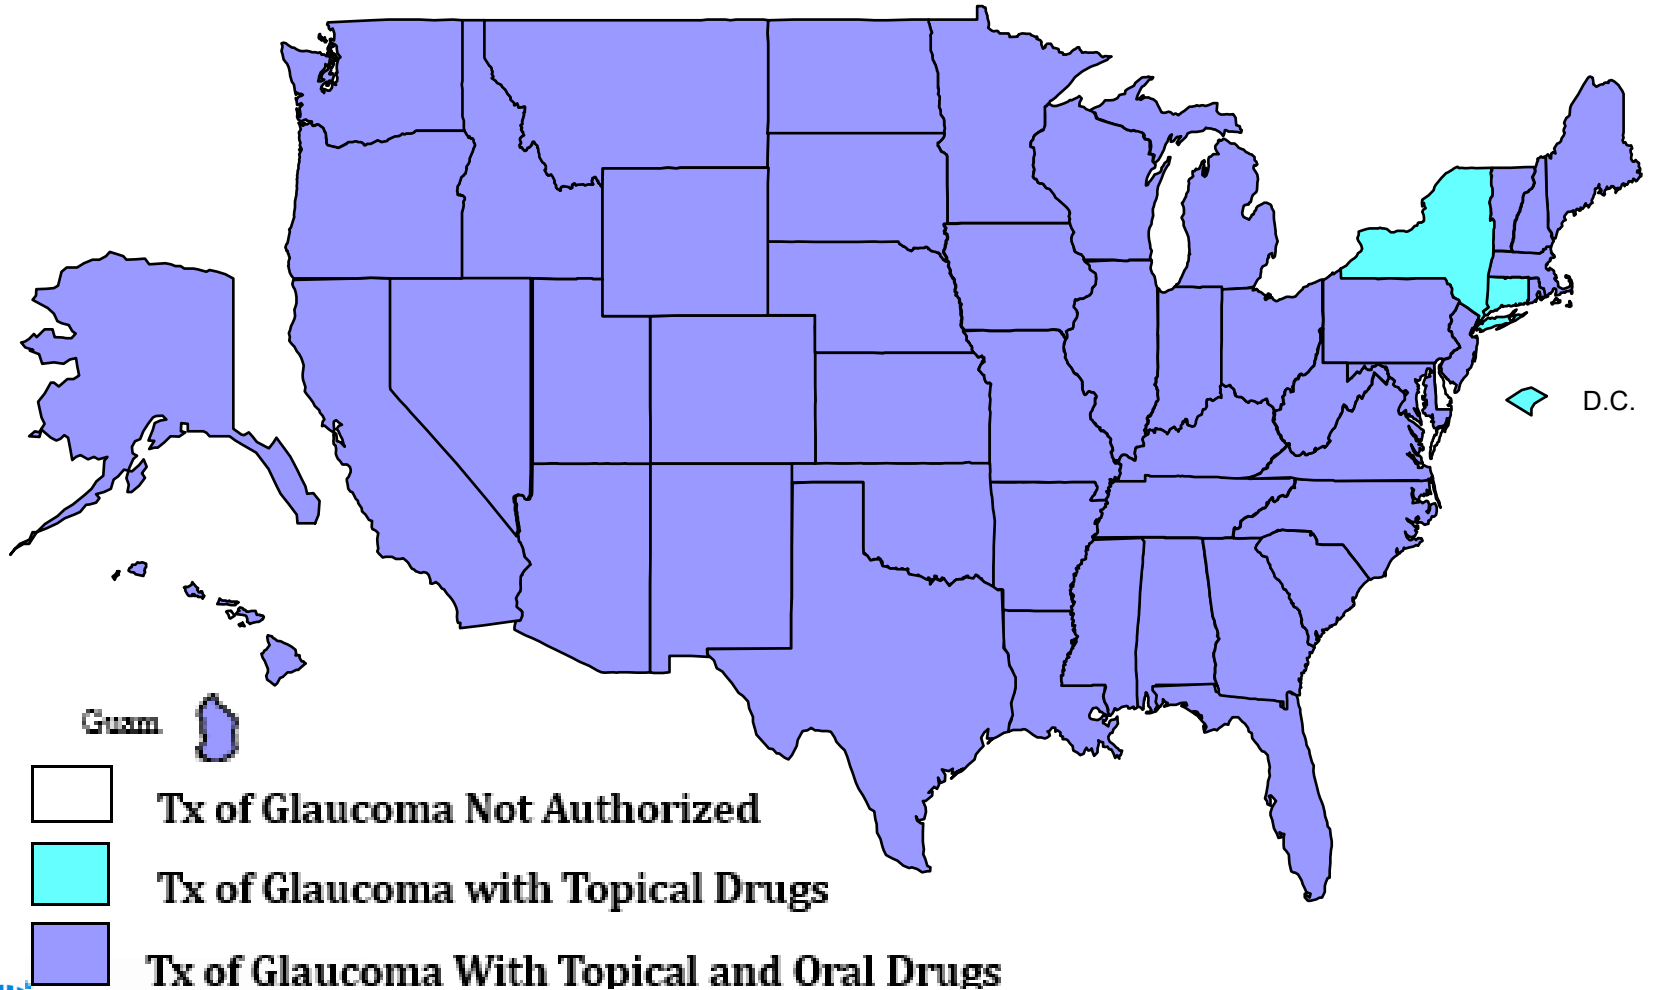 D.C.
Guam
Tx of Glaucoma Not Authorized
Tx of Glaucoma with Topical Drugs
Tx of Glaucoma With Topical and Oral Drugs